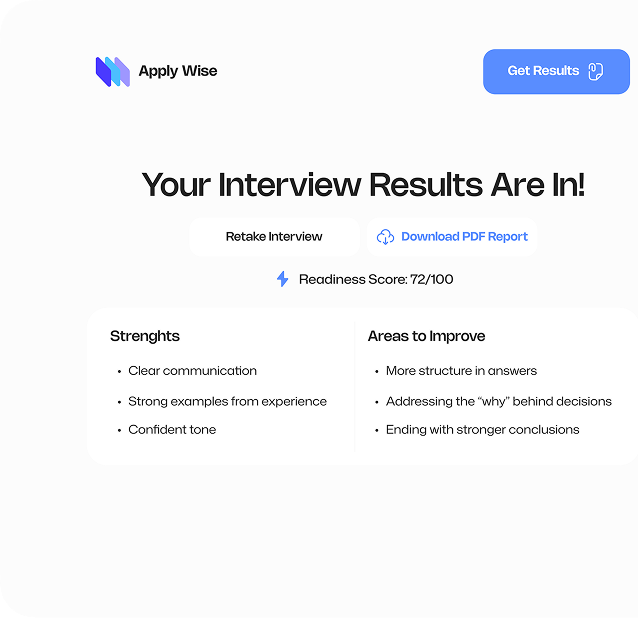 Apply Wise
Get Results
Your Interview Results Are In!
Retake Interview
Download PDF Report
Readiness Score: 72/100
Strenghts
• Clear communication
• Strong examples from experience
• Confident tone
Areas to Improve
• More structure in answers
• Addressing the “why” behind decisions
• Ending with stronger conclusions